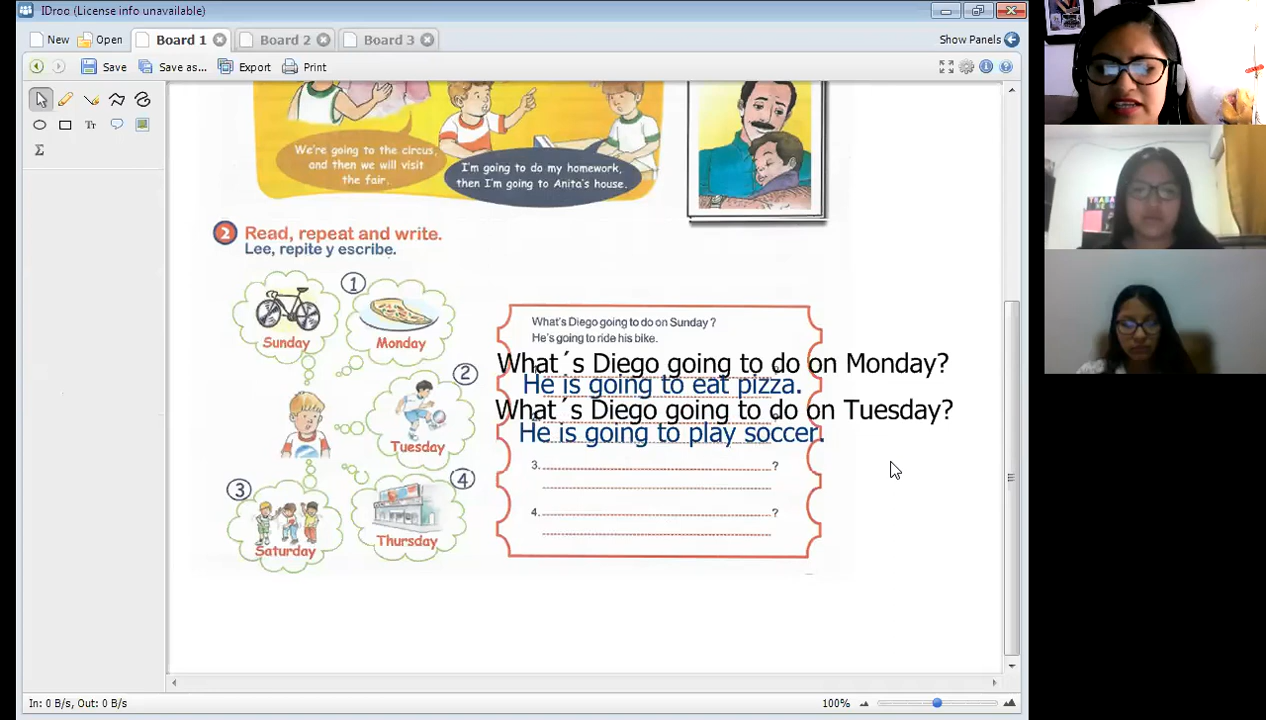 IDroo (License info unavailable)
New Open Board 1 Board 2 Board 3 Show Panels
Save Save as... Export Print
Tr
Σ
We're going to the circus,
and then we will visit
the fair.
I'm going to do my homework,
then I'm going to Anita's house.
2 Read, repeat and write.
Lee, repite y escribe.
1
Sunday
Monday
2
Tuesday
3
Saturday
4
Thursday
What's Diego going to do on Sunday ?
He's going to ride his bike.
What´s Diego going to do on Monday?
He is going to eat pizza.
What´s Diego going to do on Tuesday?
He is going to play soccer.
3. ?
4. ?
In: 0 B/s, Out: 0 B/s
100%